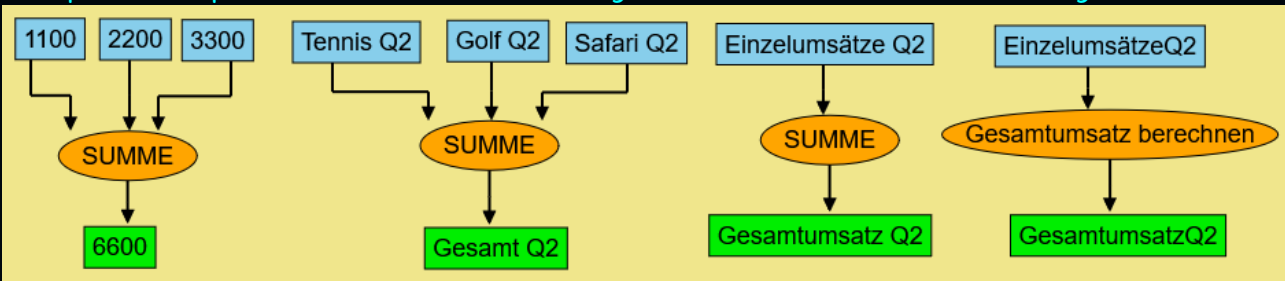 1100 2200 3300
SUMME
6600
Tennis Q2 Golf Q2 Safari Q2
SUMME
Gesamt Q2
Einzelumsätze Q2
SUMME
Gesamtumsatz Q2
EinzelumsätzeQ2
Gesamtumsatz berechnen
GesamtumsatzQ2